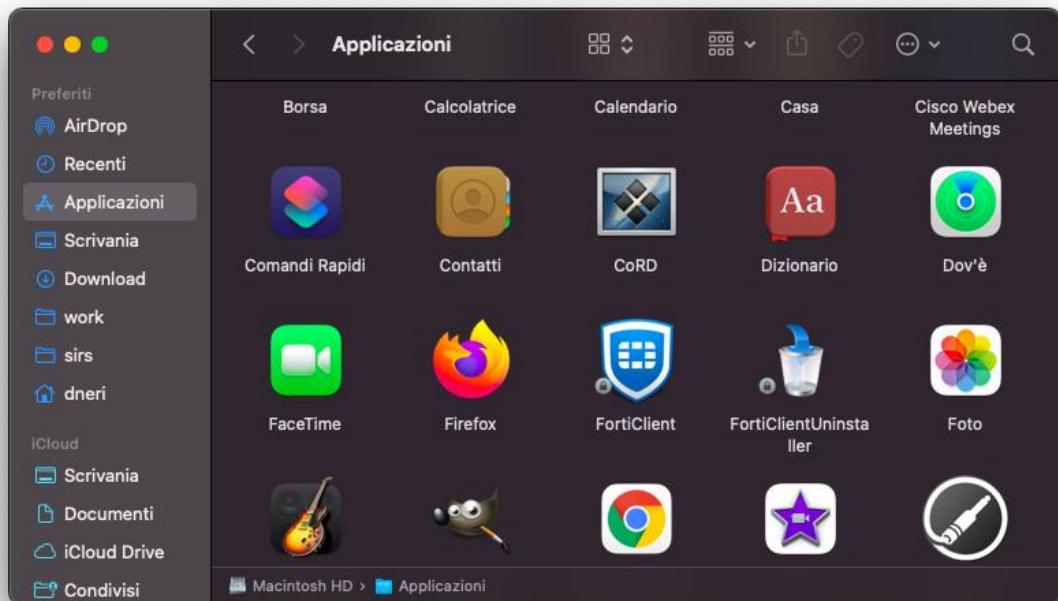 Applicazioni
Preferiti
AirDrop
Recenti
Applicazioni
Scrivania
Download
work
sirs
dneri
iCloud
Scrivania
Documenti
iCloud Drive
Condivisi
Borsa
Calcolatrice
Calendario
Casa
Cisco Webex
Meetings
Comandi Rapidi
Contatti
CoRD
Aa
Dizionario
Dov'è
FaceTime
Firefox
FortiClient
FortiClientUninsta
ller
Foto
Macintosh HD › Applicazioni